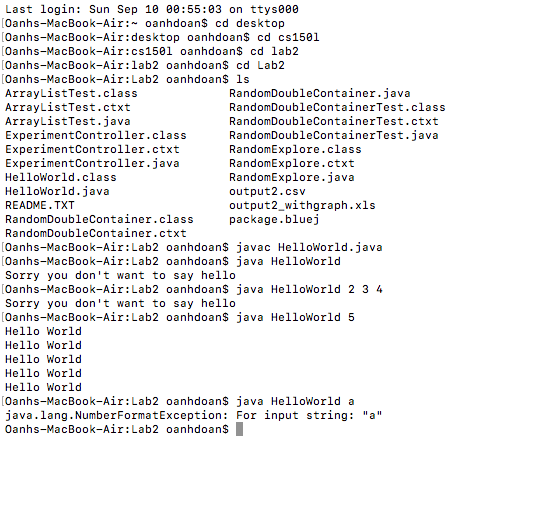 Last login: Sun Sep 10 00:55:03 on ttys000
[Oanhs-MacBook-Air:~ oanhdoan$ cd desktop
[Oanhs-MacBook-Air:desktop oanhdoan$ cd cs150l
[Oanhs-MacBook-Air:cs150l oanhdoan$ cd lab2
[Oanhs-MacBook-Air:lab2 oanhdoan$ cd Lab2
[Oanhs-MacBook-Air:Lab2 oanhdoan$ ls
ArrayListTest.class RandomDoubleContainer.java
ArrayListTest.ctxt RandomDoubleContainerTest.class
ArrayListTest.java RandomDoubleContainerTest.ctxt
ExperimentController.class RandomDoubleContainerTest.java
ExperimentController.ctxt RandomExplore.class
ExperimentController.java RandomExplore.ctxt
HelloWorld.class RandomExplore.java
HelloWorld.java output2.csv
README.TXT output2_withgraph.xls
RandomDoubleContainer.class package.bluej
RandomDoubleContainer.ctxt
[Oanhs-MacBook-Air:Lab2 oanhdoan$ javac HelloWorld.java
[Oanhs-MacBook-Air:Lab2 oanhdoan$ java HelloWorld
Sorry you don't want to say hello
[Oanhs-MacBook-Air:Lab2 oanhdoan$ java HelloWorld 2 3 4
Sorry you don't want to say hello
[Oanhs-MacBook-Air:Lab2 oanhdoan$ java HelloWorld 5
Hello World
Hello World
Hello World
Hello World
Hello World
[Oanhs-MacBook-Air:Lab2 oanhdoan$ java HelloWorld a
java.lang.NumberFormatException: For input string: "a"
Oanhs-MacBook-Air:Lab2 oanhdoan$